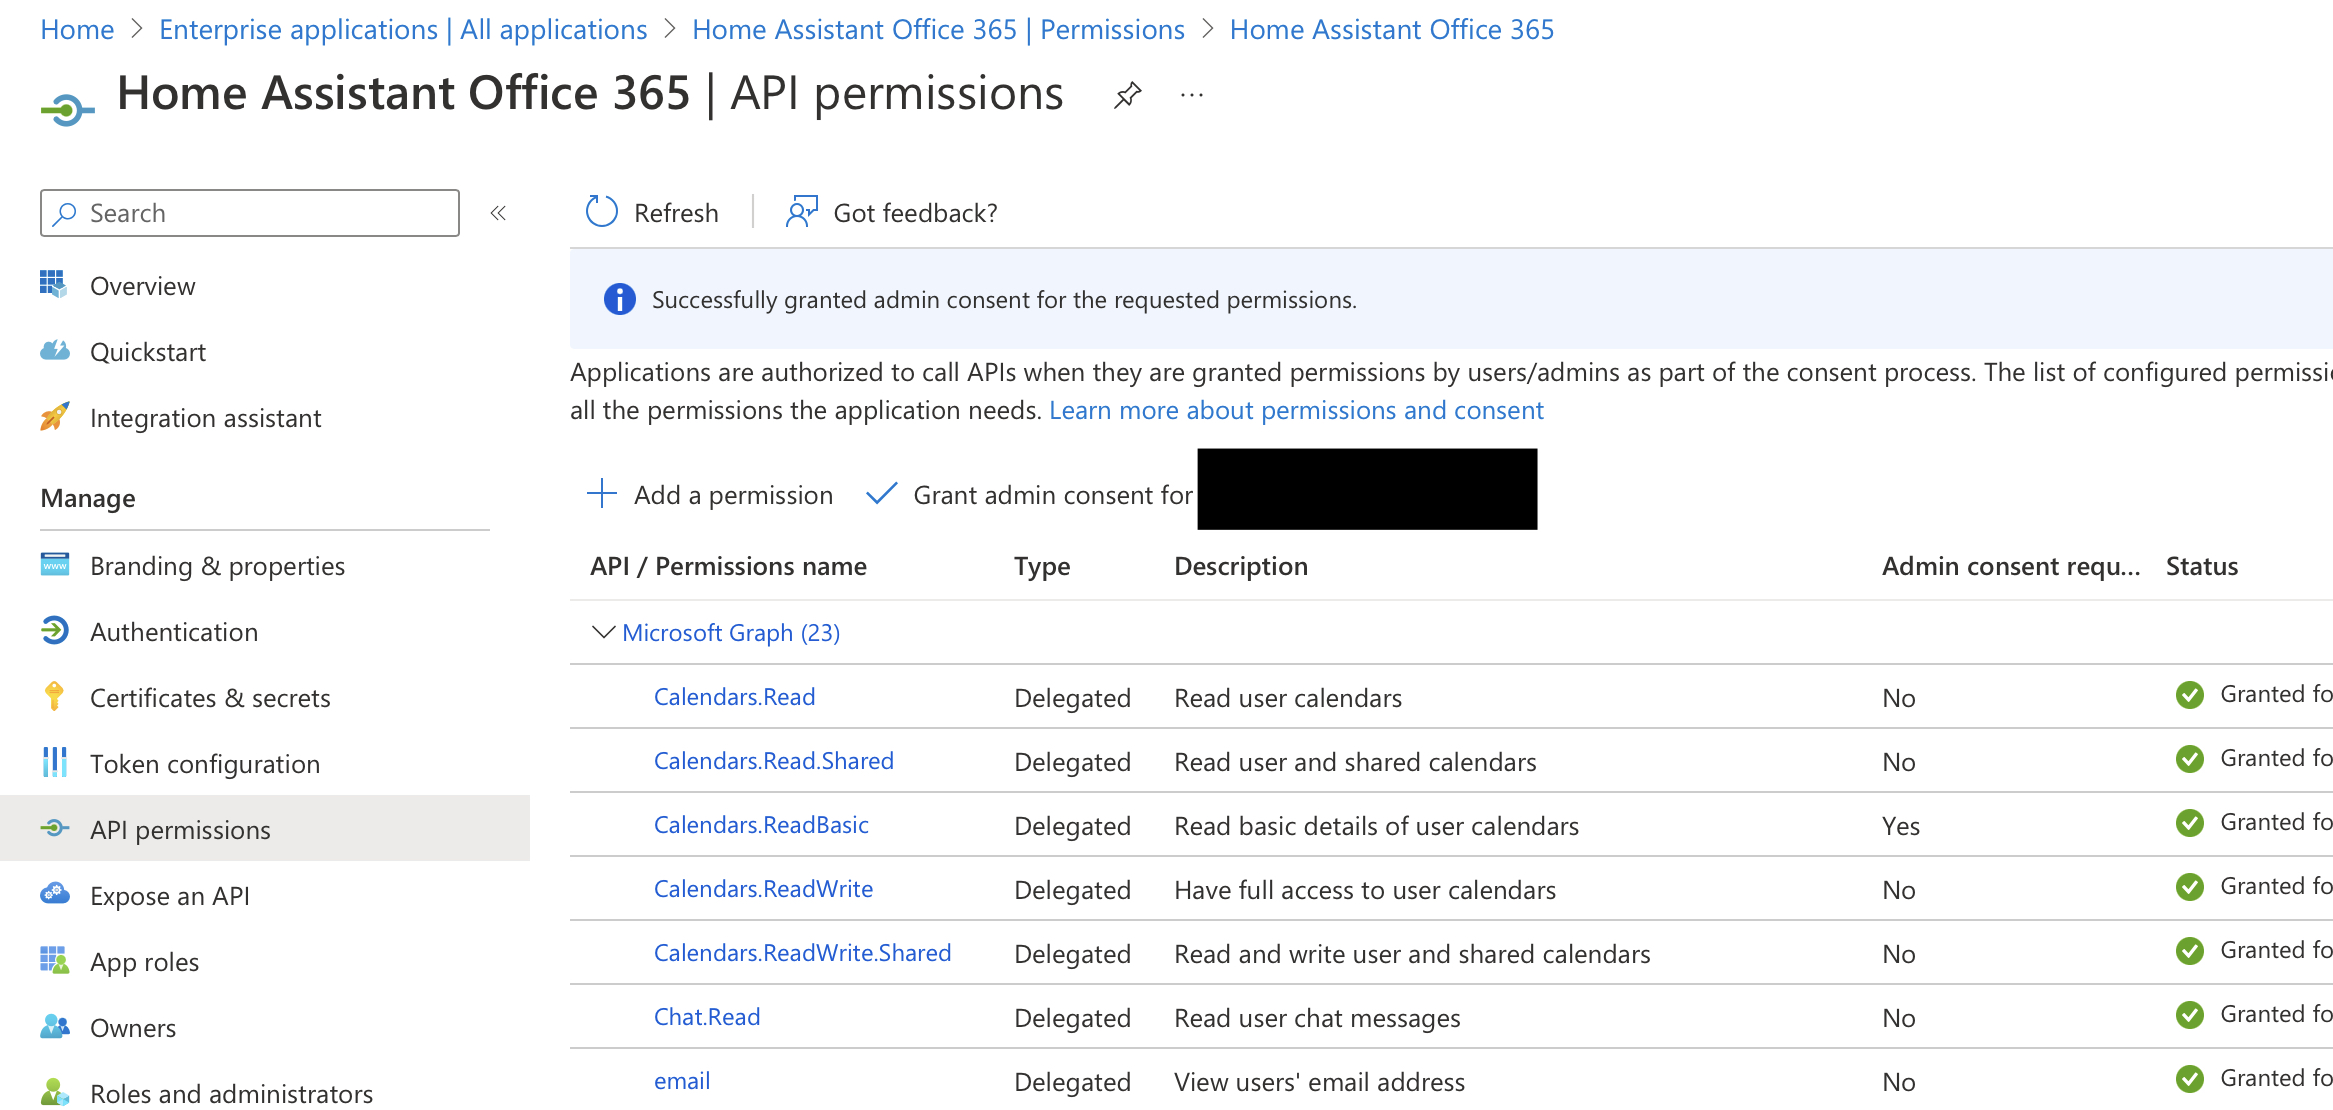 Home > Enterprise applications | All applications > Home Assistant Office 365 | Permissions > Home Assistant Office 365
Home Assistant Office 365 | API permissions
Search
Refresh
Got feedback?
Overview
Quickstart
Integration assistant
Manage
Branding & properties
Authentication
Certificates & secrets
Token configuration
API permissions
Expose an API
App roles
Owners
Roles and administrators
Successfully granted admin consent for the requested permissions.
Applications are authorized to call APIs when they are granted permissions by users/admins as part of the consent process. The list of configured permissi
all the permissions the application needs. Learn more about permissions and consent
Add a permission
Grant admin consent for
API / Permissions name Type Description Admin consent requ... Status
Microsoft Graph (23)
Calendars.Read Delegated Read user calendars No Granted fo
Calendars.Read.Shared Delegated Read user and shared calendars No Granted fo
Calendars.ReadBasic Delegated Read basic details of user calendars Yes Granted fo
Calendars.ReadWrite Delegated Have full access to user calendars No Granted fo
Calendars.ReadWrite.Shared Delegated Read and write user and shared calendars No Granted fo
Chat.Read Delegated Read user chat messages No Granted fo
email Delegated View users' email address No Granted fo